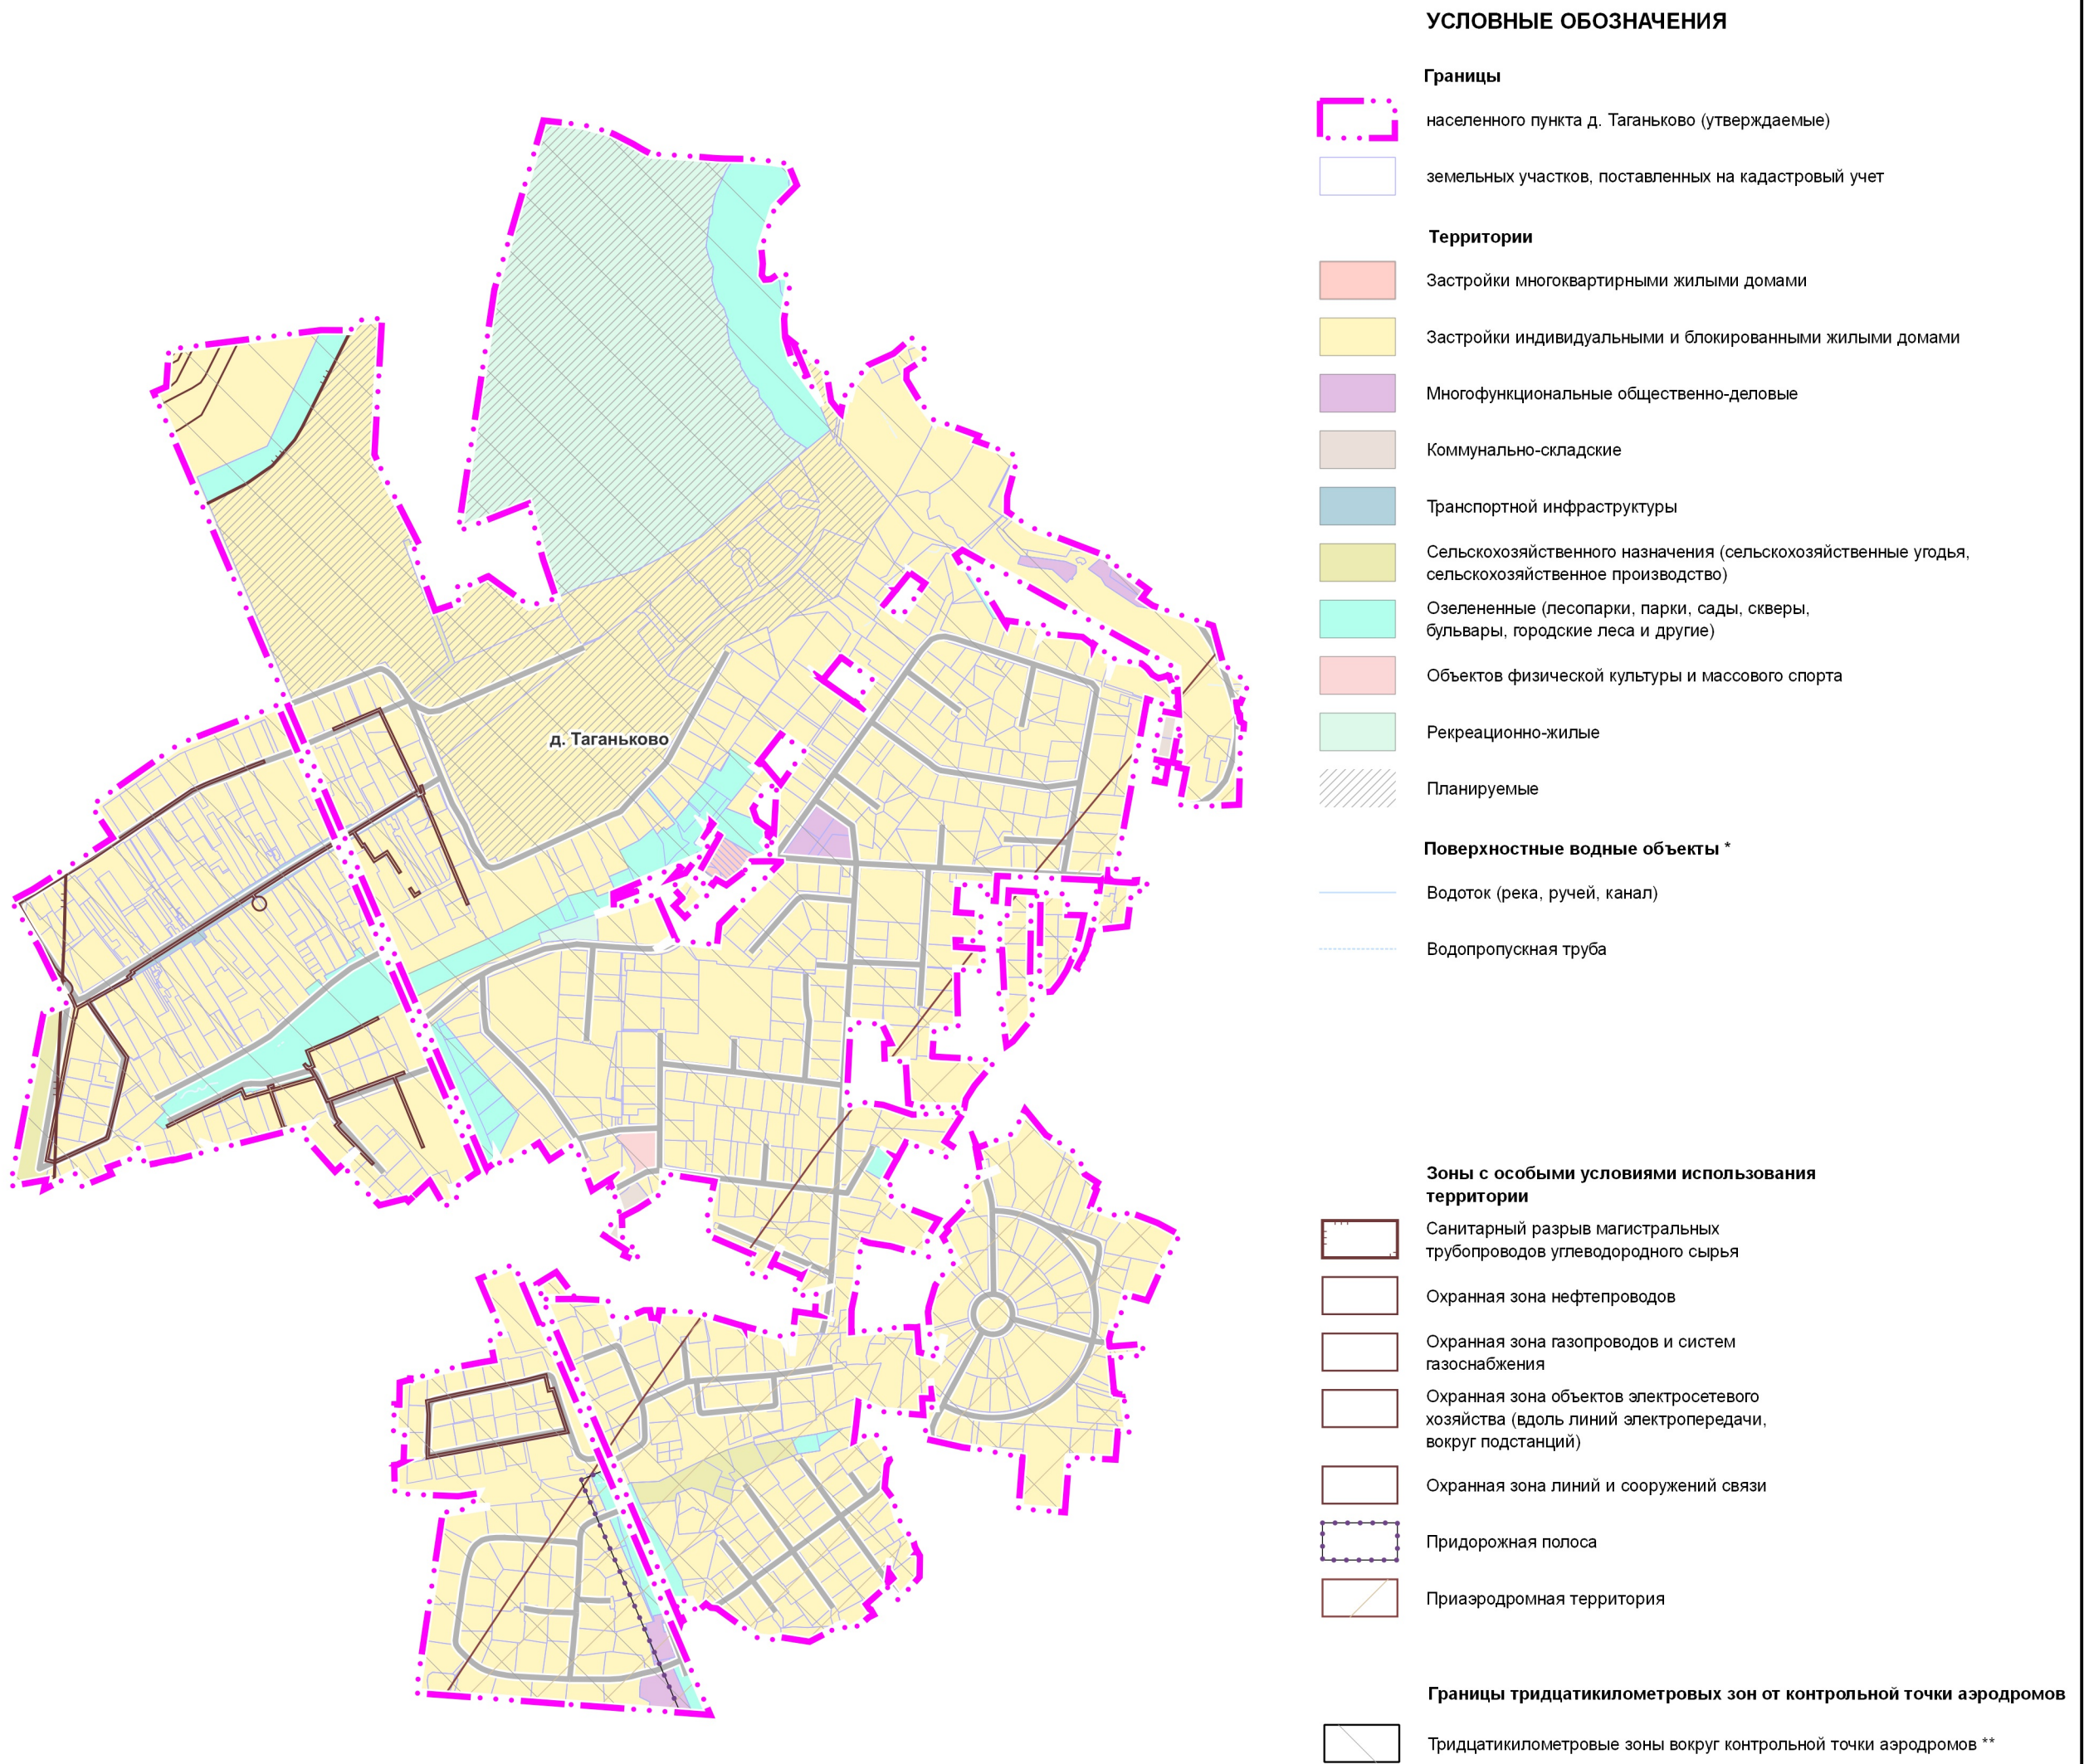 УСЛОВНЫЕ ОБОЗНАЧЕНИЯ
Границы
населенного пункта д. Таганьково (утверждаемые)
земельных участков, поставленных на кадастровый учет
Территории
Застройки многоквартирными жилыми домами
Застройки индивидуальными и блокированными жилыми домами
Многофункциональные общественно-деловые
Коммунально-складские
Транспортной инфраструктуры
Сельскохозяйственного назначения (сельскохозяйственные угодья,
сельскохозяйственное производство)
Озелененные (лесопарки, парки, сады, скверы,
бульвары, городские леса и другие)
Объектов физической культуры и массового спорта
Рекреационно-жилые
Планируемые
Поверхностные водные объекты *
Водоток (река, ручей, канал)
Водопропускная труба
Зоны с особыми условиями использования
территории
Санитарный разрыв магистральных
трубопроводов углеводородного сырья
Охранная зона нефтепроводов
Охранная зона газопроводов и систем
газоснабжения
Охранная зона объектов электросетевого
хозяйства (вдоль линий электропередачи,
вокруг подстанций)
Охранная зона линий и сооружений связи
Придорожная полоса
Приаэродромная территория
Границы тридцатикилометровых зон от контрольной точки аэродромов
Тридцатикилометровые зоны вокруг контрольной точки аэродромов **
д. Таганьково